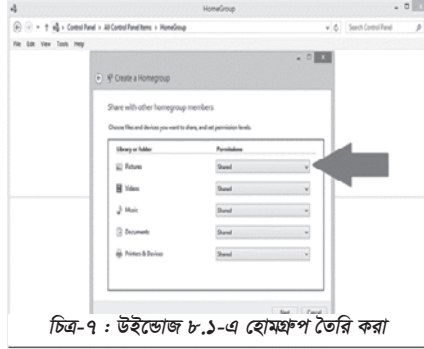 HomeGroup
Control Panel › All Control Panel Items › HomeGroup
Search Control Panel
File Edit View Tools Help
Create a Homegroup
Share with other homegroup members
Choose files and devices you want to share, and set permission levels.
Library or folder Permissions
Pictures Shared
Videos Shared
Music Shared
Documents Shared
Printers & Devices Shared
Next Cancel
চিত্র-৭ : উইন্ডোজ ৮.১-এ হোমগ্রুপ তৈরি করা